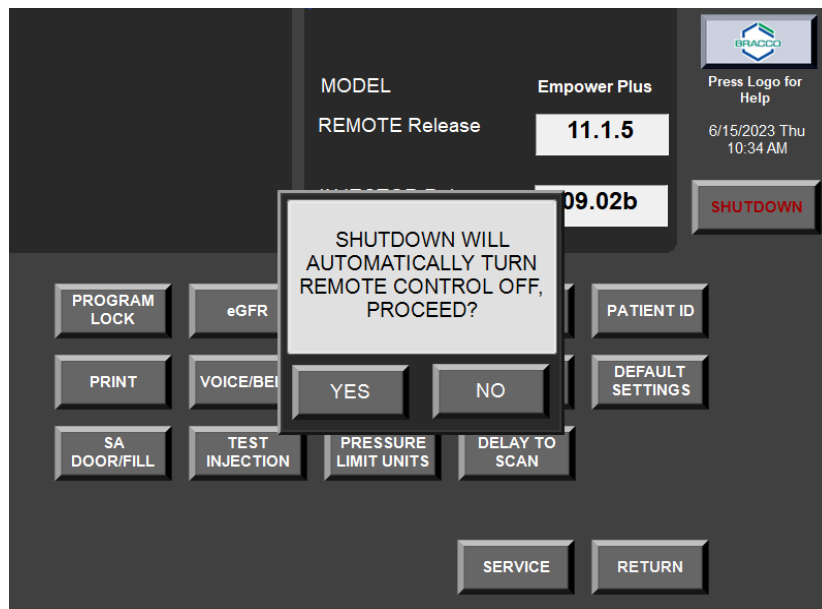 BRACCO
MODEL
Empower Plus
Press Logo for
Help
REMOTE Release
11.1.5
6/15/2023 Thu
10:34 AM
09.02b
SHUTDOWN
SHUTDOWN WILL
AUTOMATICALLY TURN
REMOTE CONTROL OFF,
PROCEED?
YES
NO
PROGRAM
LOCK
eGFR
PATIENT ID
PRINT
DEFAULT
SETTINGS
SA
DOOR/FILL
TEST
INJECTION
PRESSURE
LIMIT UNITS
DELAY TO
SCAN
SERVICE
RETURN